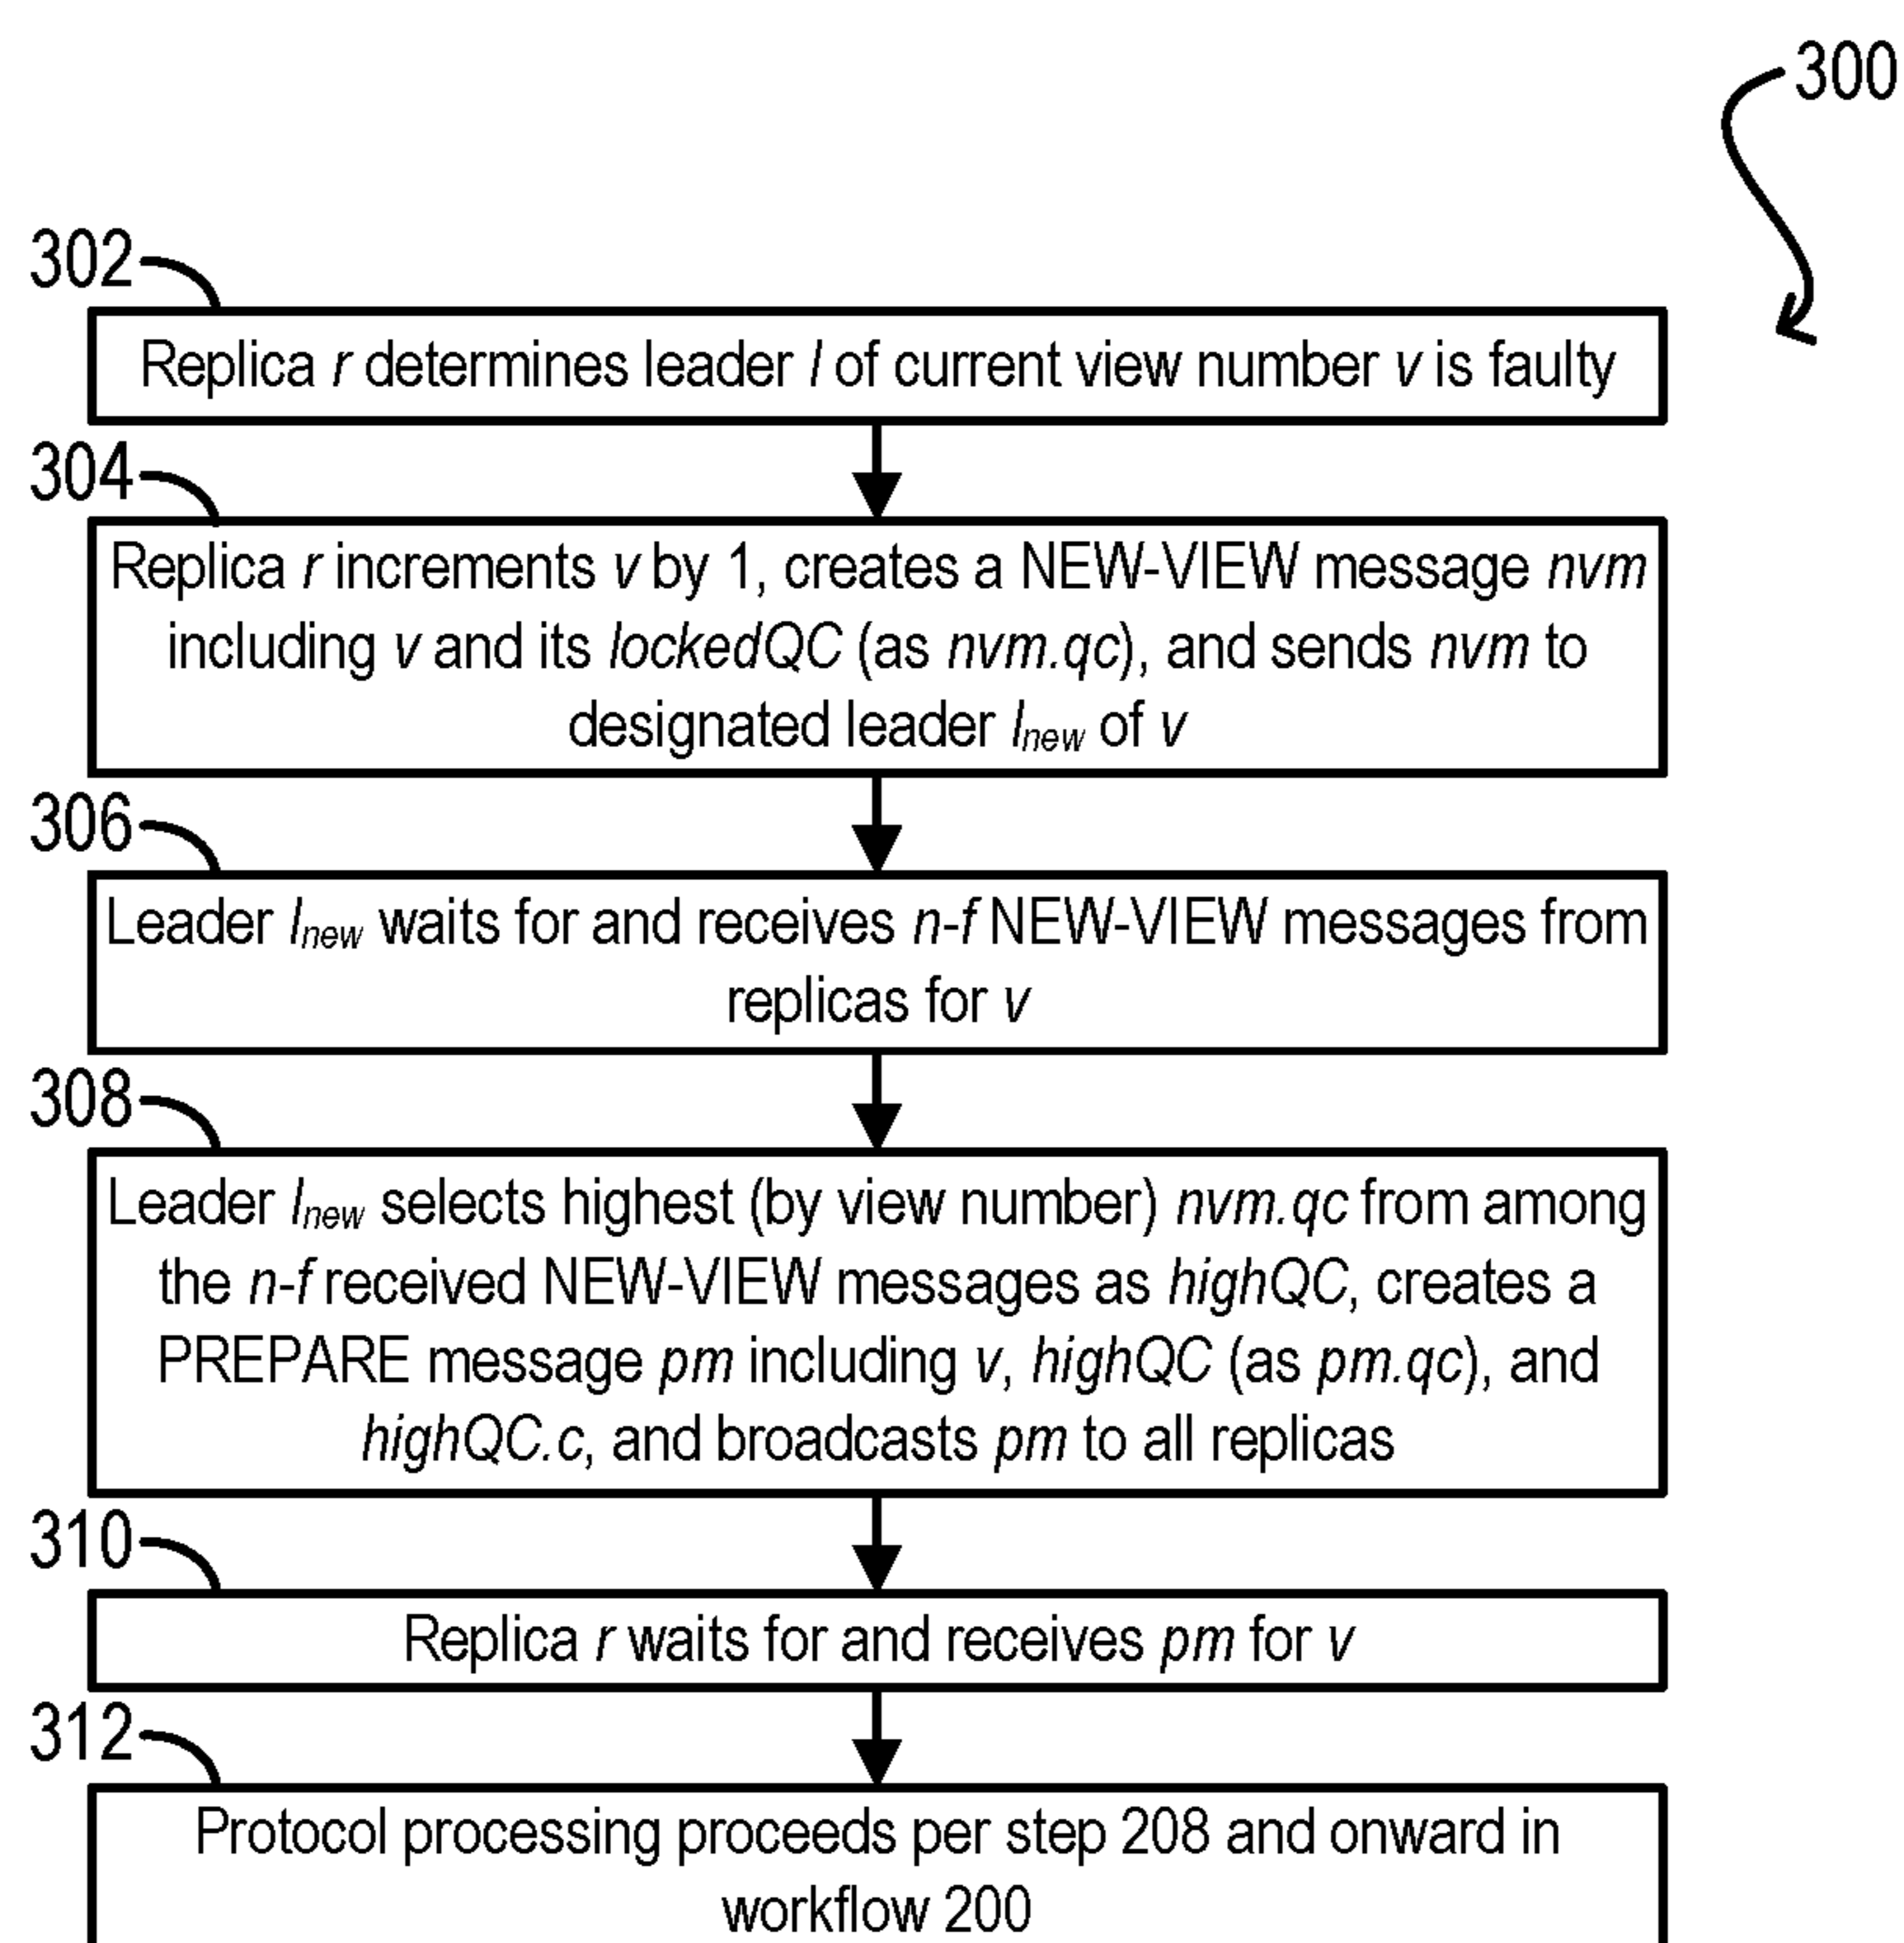 300
302
Replica r determines leader l of current view number v is faulty
304
Replica r increments v by 1, creates a NEW-VIEW message nvm
including v and its lockedQC (as nvm.qc), and sends nvm to
designated leader lnew of v
306
Leader lnew waits for and receives n-f NEW-VIEW messages from
replicas for v
308
Leader lnew selects highest (by view number) nvm.qc from among
the n-f received NEW-VIEW messages as highQC, creates a
PREPARE message pm including v, highQC (as pm.qc), and
highQC.c, and broadcasts pm to all replicas
310
Replica r waits for and receives pm for v
312
Protocol processing proceeds per step 208 and onward in
workflow 200